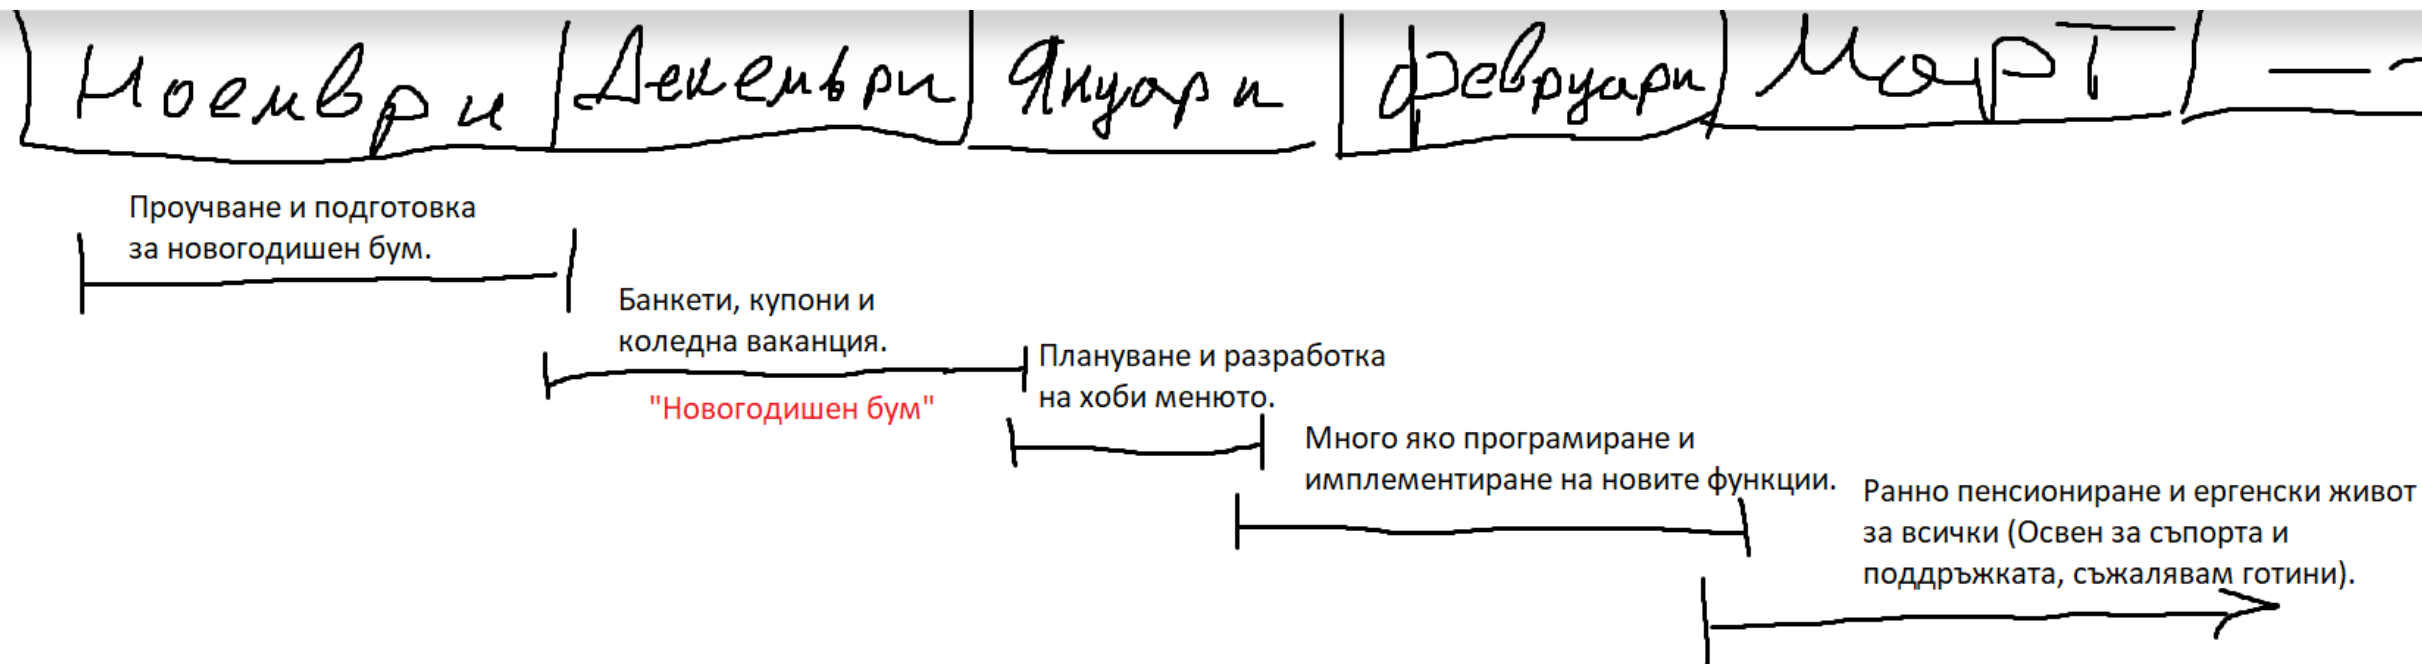 Ноември Декември Януари Февруари Март
Проучване и подготовка
за новогодишен бум.
Банкети, купони и
коледна ваканция.
"Новогодишен бум"
Плануване и разработка
на хоби менюто.
Много яко програмиране и
имплементиране на новите функции.
Ранно пенсиониране и ергенски живот
за всички (Освен за съпорта и
поддръжката, съжалявам готини).